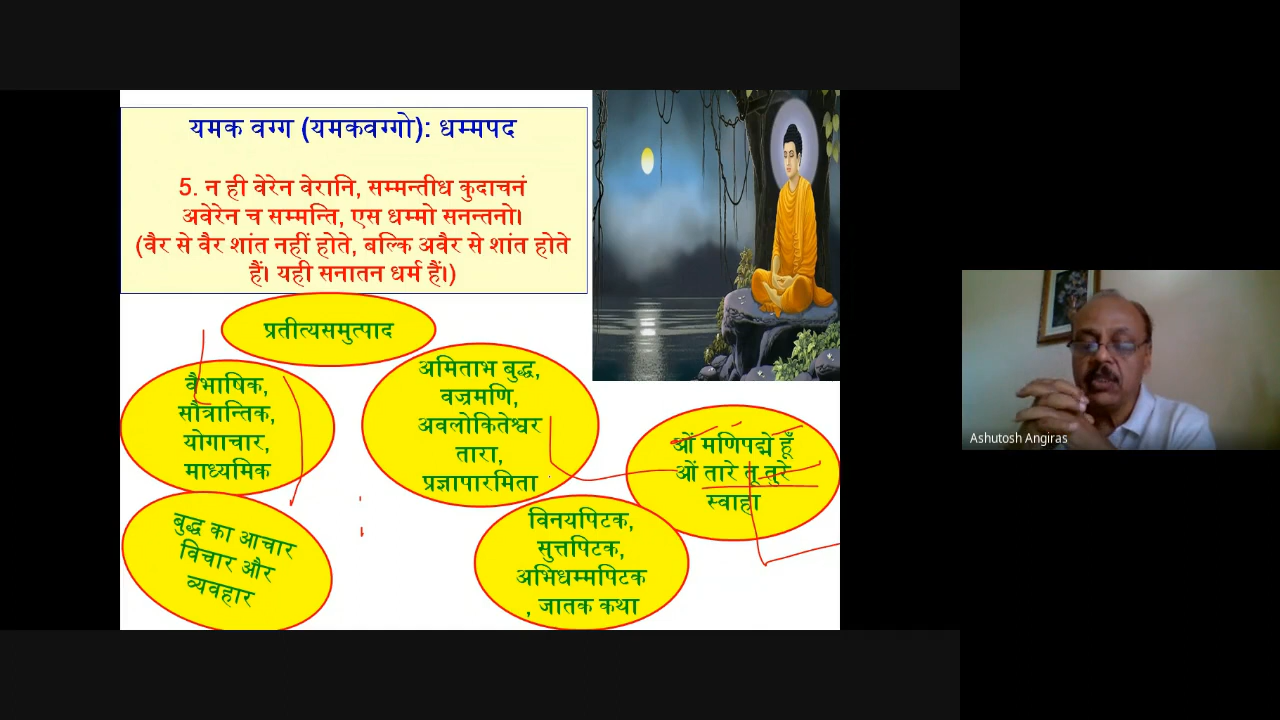 यमक वग्ग (यमकवग्गो): धम्मपद
5. न ही वेरेन वेरानि, सम्मन्तीध कुदाचनं
अवेरेन च सम्मन्ति, एस धम्मो सनन्तनो।
(वैर से वैर शांत नहीं होते, बल्कि अवैर से शांत होते
हैं। यही सनातन धर्म हैं।)
प्रतीत्यसमुत्पाद
वैभाषिक,
सौत्रान्तिक,
योगाचार,
माध्यमिक
अमिताभ बुद्ध,
वज्रमणि,
अवलोकितेश्वर
तारा,
प्रज्ञापारमिता
ओं मणिपद्मे हूँ
ओं तारे तू तुरे
स्वाहा
बुद्ध का आचार
विचार और
व्यवहार
विनयपिटक,
सुत्तपिटक,
अभिधम्मपिटक
, जातक कथा
Ashutosh Angiras